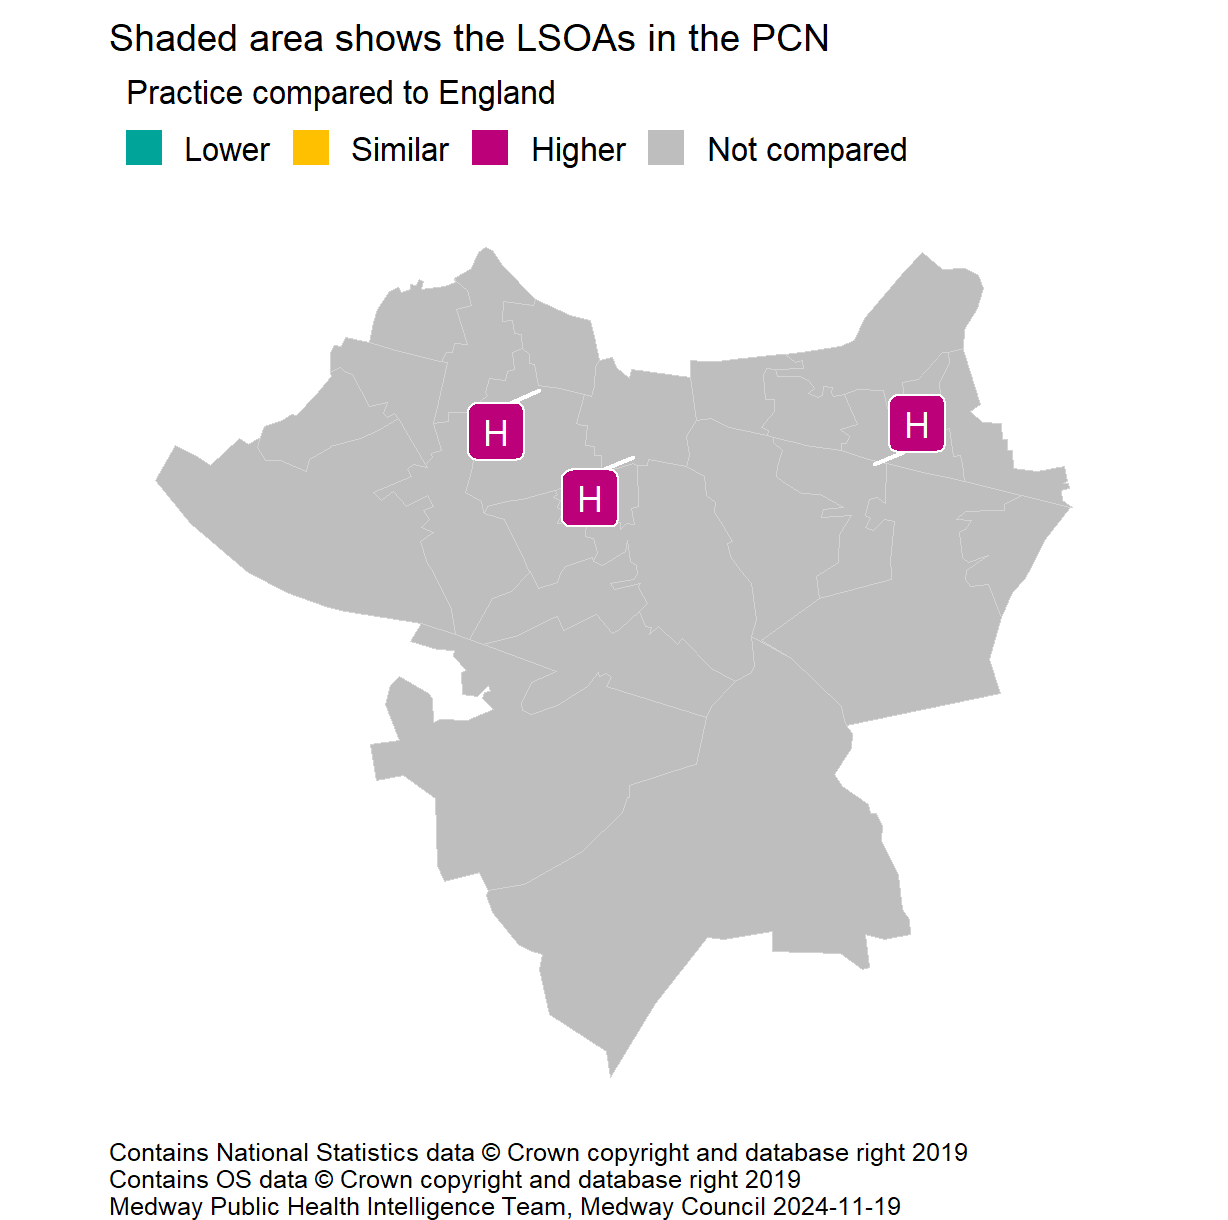 Shaded area shows the LSOAs in the PCN
Practice compared to England
Lower Similar Higher Not compared
H
H
H
Contains National Statistics data © Crown copyright and database right 2019
Contains OS data © Crown copyright and database right 2019
Medway Public Health Intelligence Team, Medway Council 2024-11-19